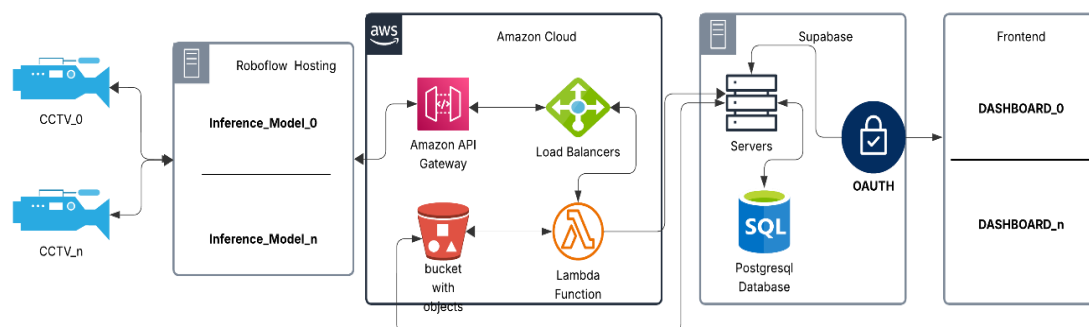 CCTV_0
CCTV_n
Roboflow Hosting
Inference_Model_0
Inference_Model_n
aws
Amazon Cloud
Amazon API
Gateway
Load Balancers
bucket
with
objects
Lambda
Function
Supabase
Servers
OAUTH
SQL
Postgresql
Database
Frontend
DASHBOARD_0
DASHBOARD_n